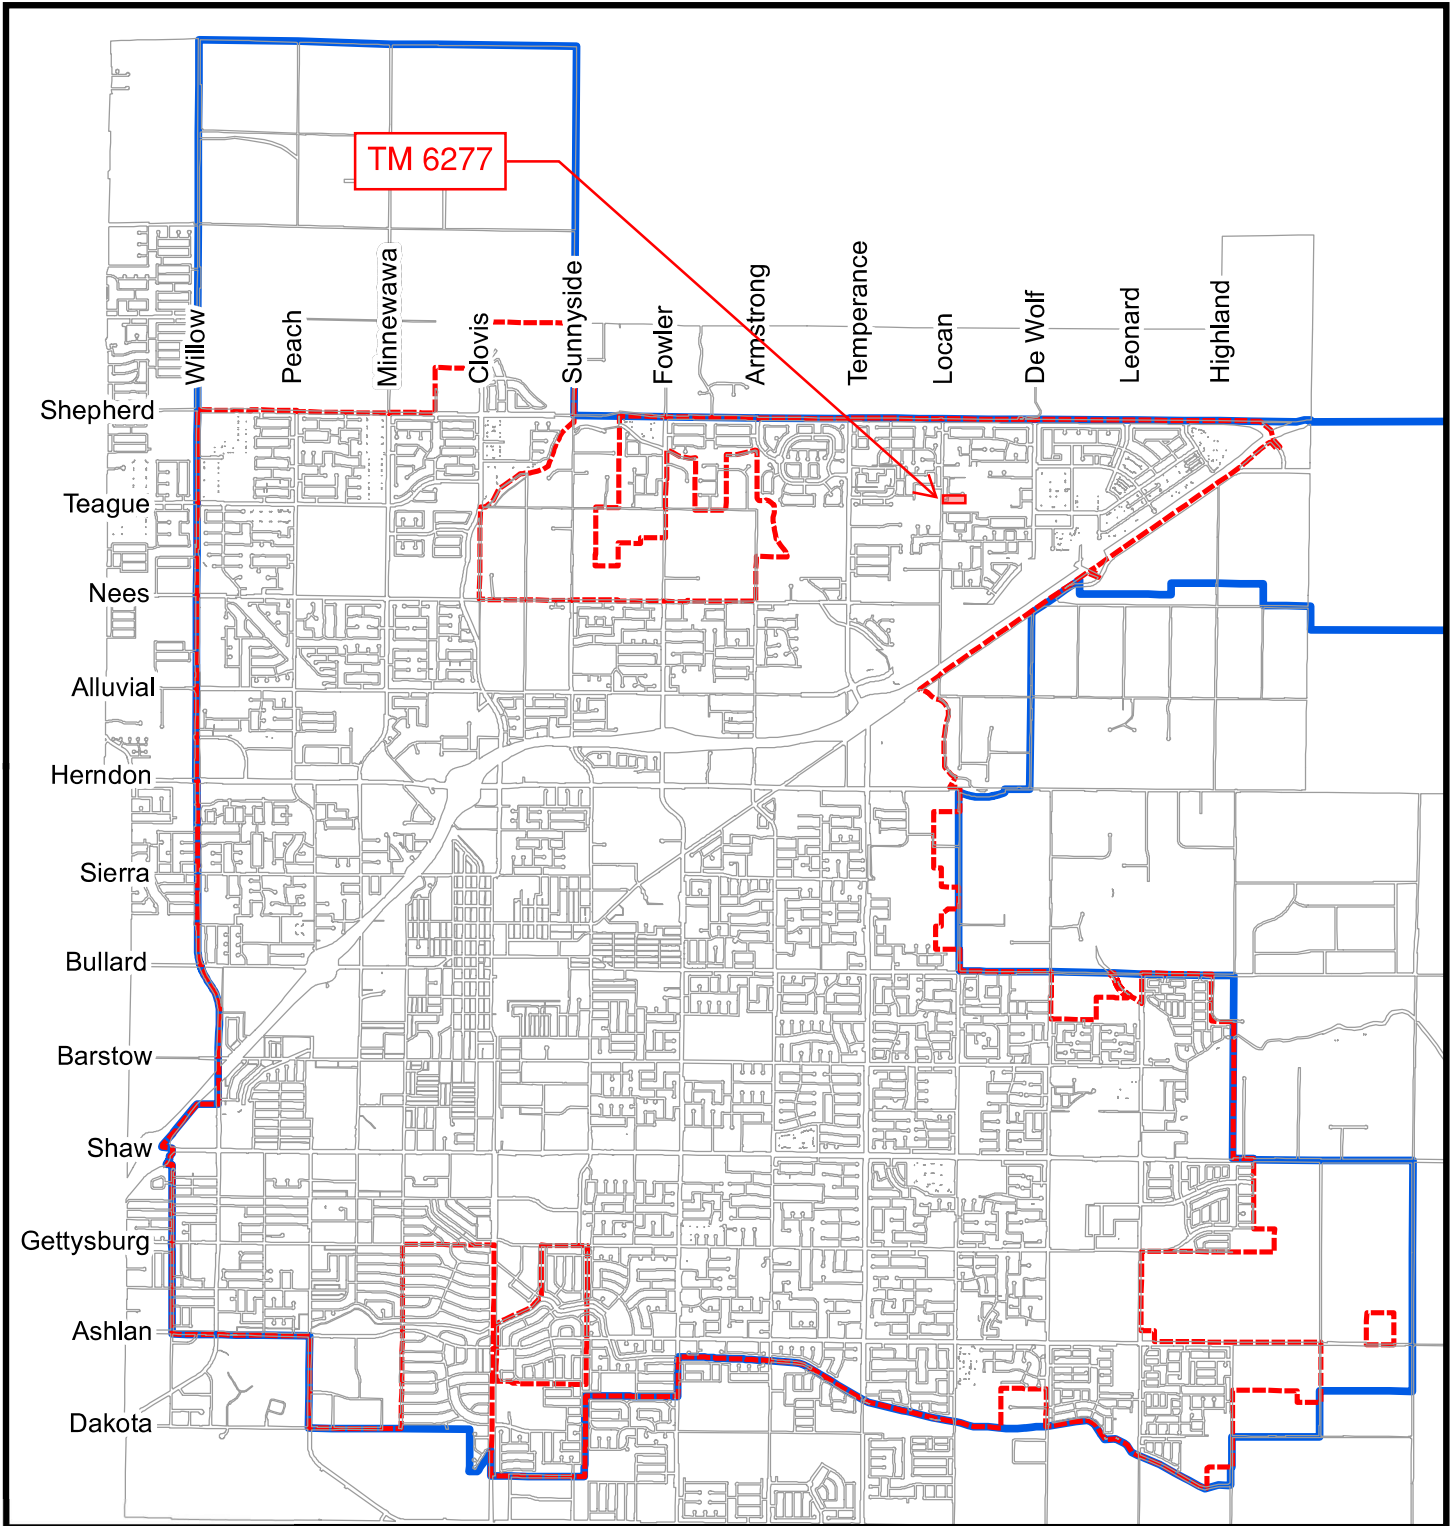 TM 6277
Willow
Peach
Minnewawa
Clovis
Sunnyside
Fowler
Armstrong
Temperance
Locan
De Wolf
Leonard
Highland
Shepherd
Teague
Nees
Alluvial
Herndon
Sierra
Bullard
Barstow
Shaw
Gettysburg
Ashlan
Dakota